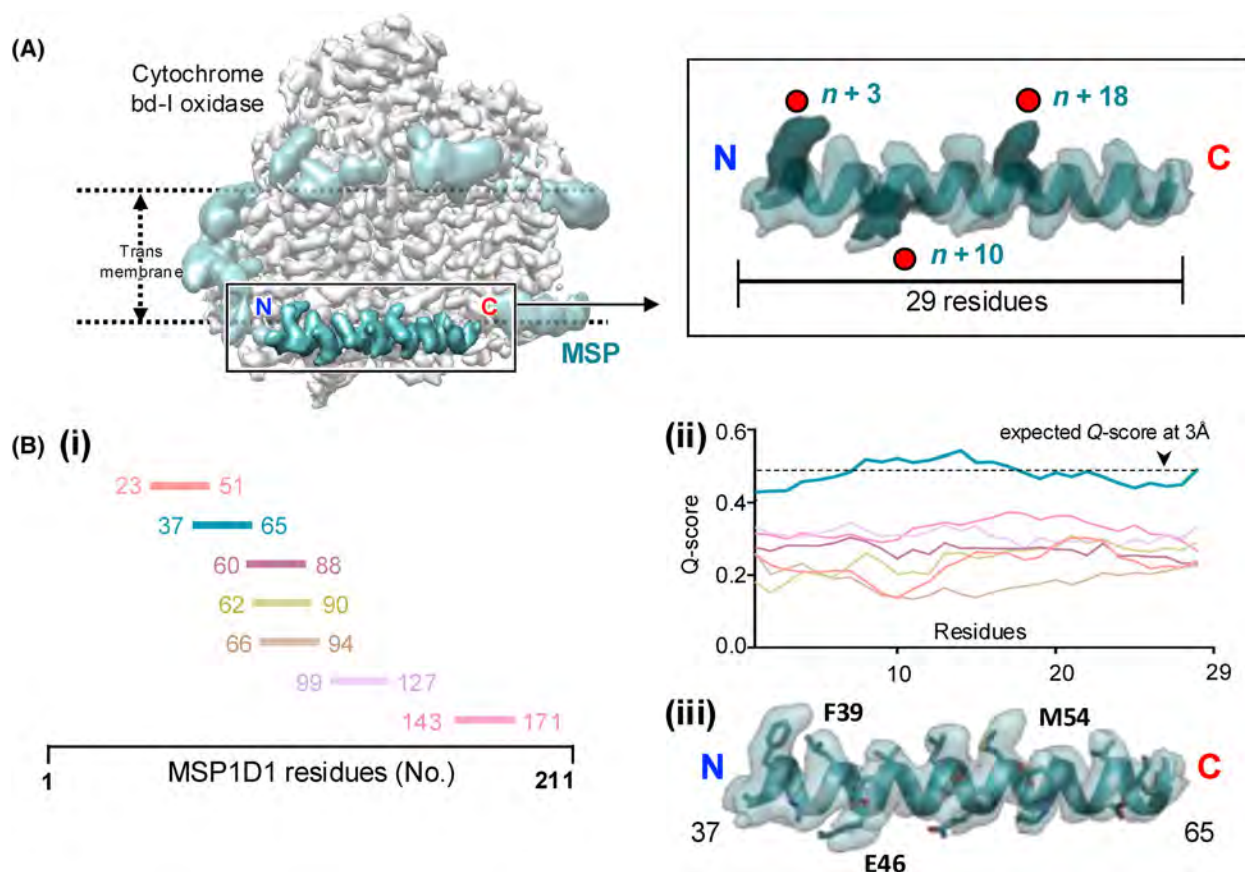 (A)
Cytochrome
bd-I oxidase
Trans
membrane
N
C
MSP
n + 3
n + 18
N
C
n + 10
29 residues
(B) (i)
23 51
37 65
60 88
62 90
66 94
99 127
143 171
1 MSP1D1 residues (No.) 211
(ii)
0.6
expected Q-score at 3Å
0.4
Q-score
0.2
Residues
0.0
10 20 29
(iii)
F39 M54
N C
37 65
E46